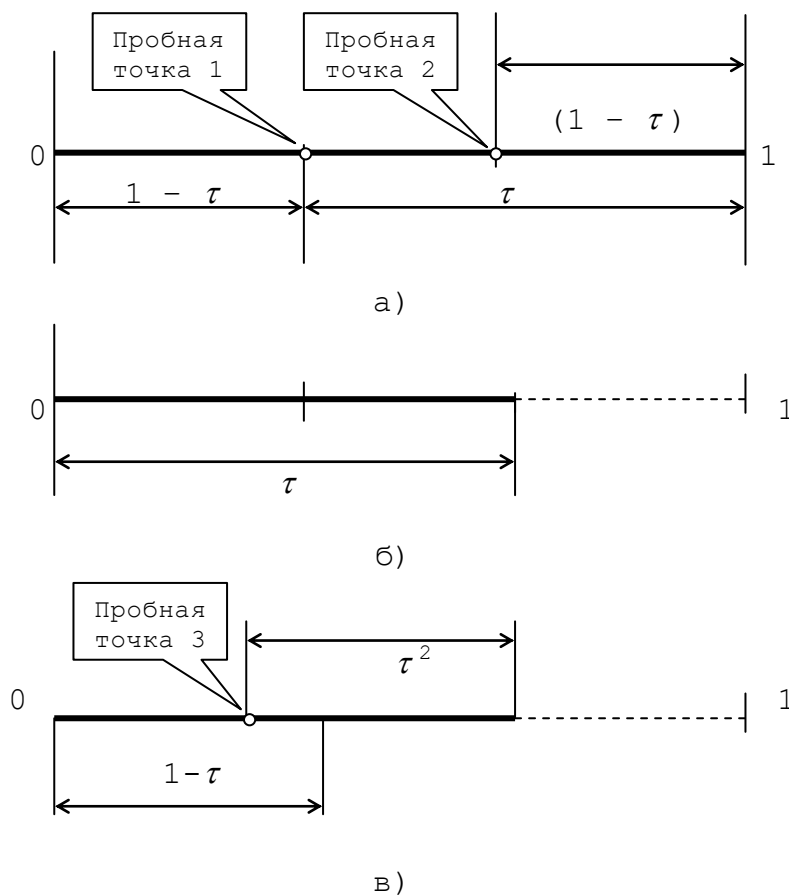 Пробная
точка 1
Пробная
точка 2
(1 - τ)
0
1
1 - τ
τ
а)
0
1
τ
б)
Пробная
точка 3
τ²
0
1
1-τ
в)